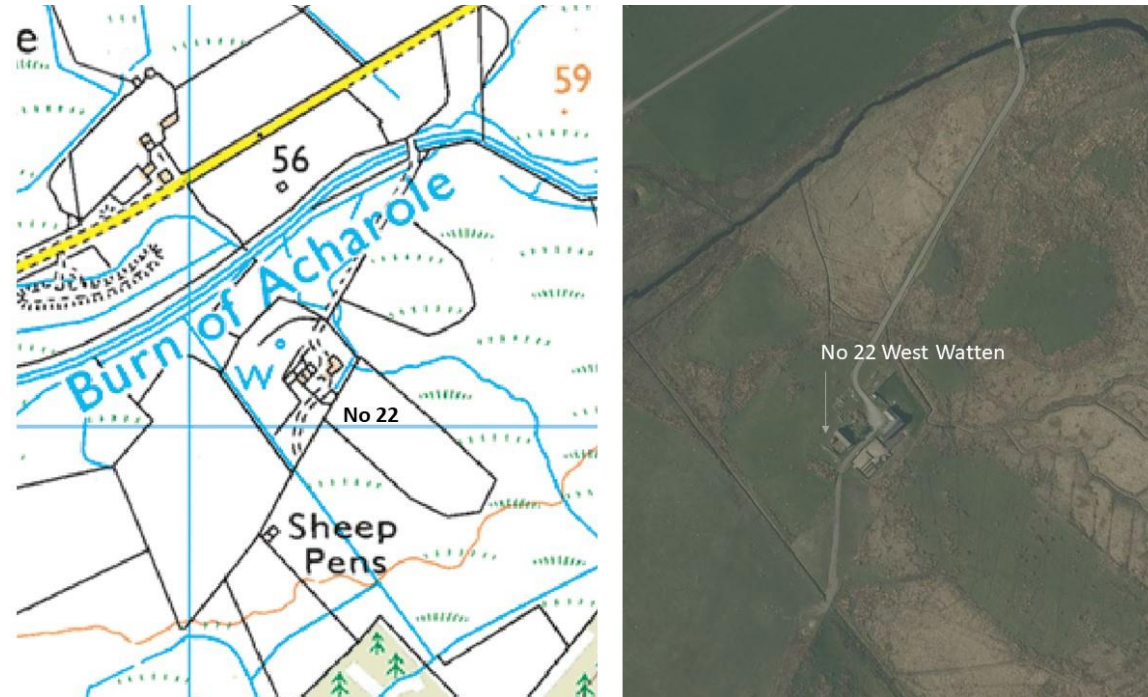 e
59
56
Burn of Acharole
W
No 22
Sheep
Pens
No 22 West Watten